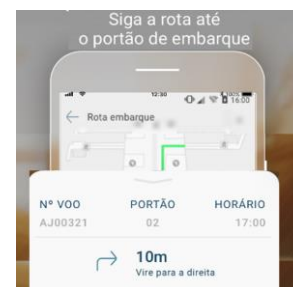 Siga a rota até
o portão de embarque
12:30
16:00
Rota embarque
Nº VOO PORTÃO HORÁRIO
AJ00321 02 17:00
10m
Vire para a direita